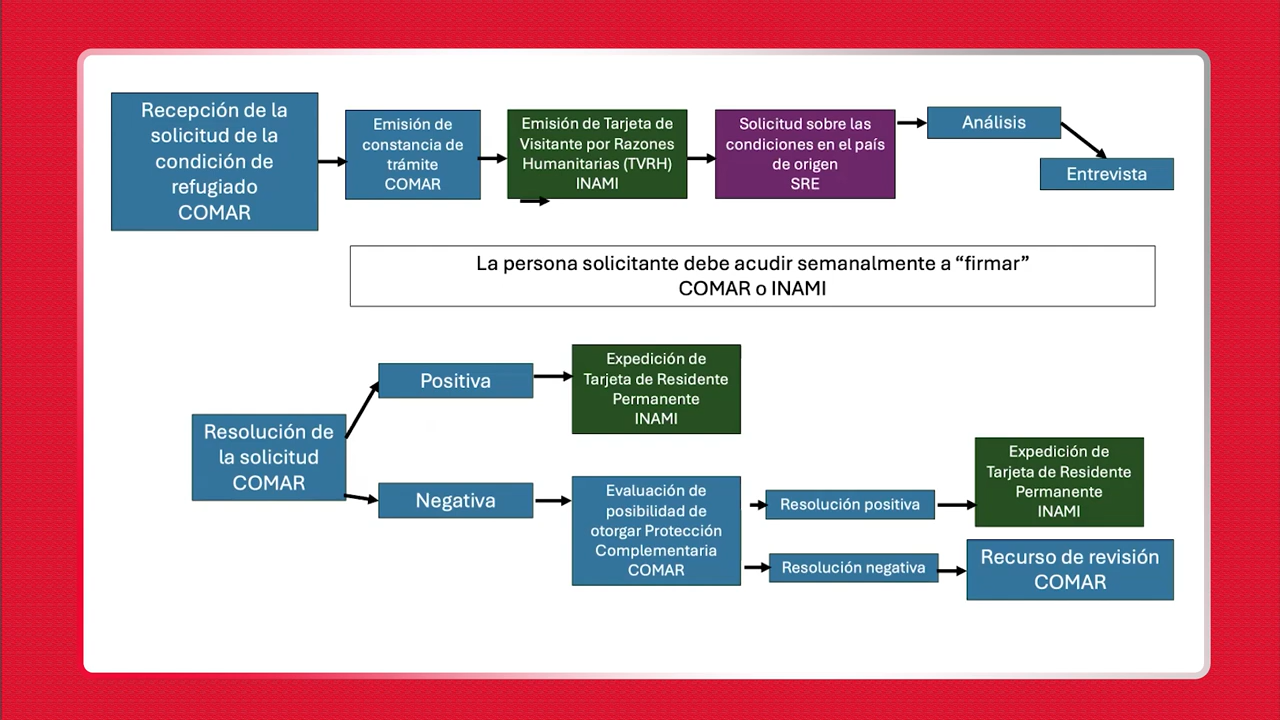 Recepción de la
solicitud de la
condición de
refugiado
COMAR
Emisión de
constancia de
trámite
COMAR
Emisión de Tarjeta de
Visitante por Razones
Humanitarias (TVRH)
INAMI
Solicitud sobre las
condiciones en el país
de origen
SRE
Análisis
Entrevista
La persona solicitante debe acudir semanalmente a “firmar”
COMAR o INAMI
Resolución de
la solicitud
COMAR
Positiva
Expedición de
Tarjeta de Residente
Permanente
INAMI
Negativa
Evaluación de
posibilidad de
otorgar Protección
Complementaria
COMAR
Resolución positiva
Expedición de
Tarjeta de Residente
Permanente
INAMI
Resolución negativa
Recurso de revisión
COMAR